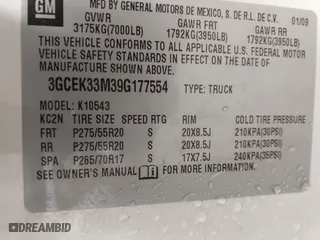 GM
MFD BY GENERAL MOTORS DE MEXICO, S. DE R.L. DE C.V. 01/09
GVWR GAWR FRT GAWR RR
3175KG(7000LB) 1792KG(3950LB) 1792KG(3950LB)
THIS VEHICLE CONFORMS TO ALL APPLICABLE U.S. FEDERAL MOTOR
VEHICLE SAFETY STANDARDS IN EFFECT ON THE DATE OF
MANUFACTURE SHOWN ABOVE.
3GCEK33M39G177554 TYPE: TRUCK
MODEL: K10543
KC2N TIRE SIZE SPEED RTG RIM COLD TIRE PRESSURE
FRT P275/55R20 S 20X8.5J 210KPA(30PSI)
RR P275/55R20 S 20X8.5J 210KPA(30PSI)
SPA P265/70R17 S 17X7.5J 240KPA(35PSI)
SEE OWNER'S MANUAL
DREAMBID